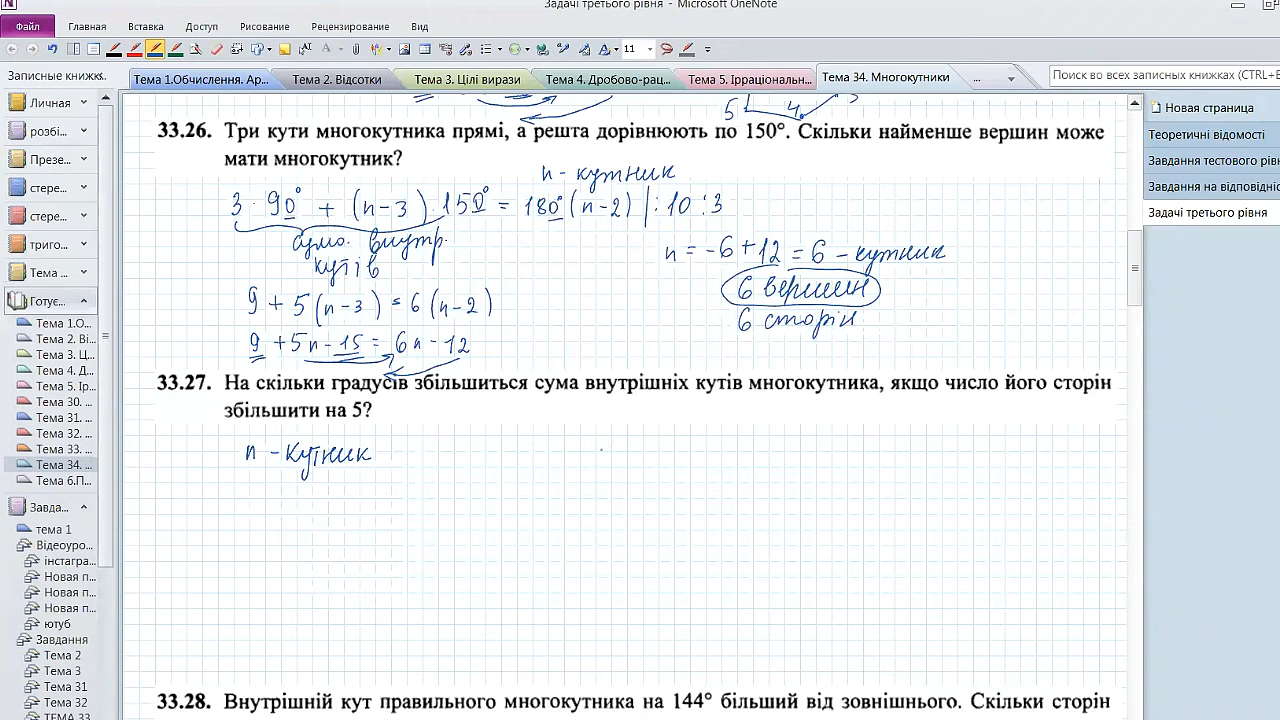 Задачі третього рівня - Microsoft OneNote
Файл Главная Вставка Доступ Рисование Рецензирование Вид
11
Записные книжк.
Тема 1.Обчислення. Ар...
Тема 2. Відсотки
Тема 3. Цілі вирази
Тема 4. Дробово-рац...
Тема 5. Ірраціональн...
Тема 34. Многокутники
...
Поиск во всех записных книжках (CTRL+E
Личная
розбі...
Презе...
стере...
стере...
триго...
Тема ...
Готує...
Тема 1.О...
Тема 2. Ві...
Тема 3. Ц...
Тема 4. Д...
Тема 5. Ір...
Тема 30. ...
Тема 31. ...
Тема 32. ...
Тема 33. ...
Тема 34. ...
Тема 6.П...
Завда...
тема 1
Відеоуро...
інстагра...
Новая п...
Новая п...
Новая п...
ютуб
Завдання
Тема 2
Тема 3
Тема 31
Тема 32
ТЕМА 33
5 4
33.26. Три кути многокутника прямі, а решта дорівнюють по 150°. Скільки найменше вершин може
мати многокутник?
n - кутник
3 · 90° + (n-3) · 150° = 180° (n-2) | : 10 : 3
сума внутр.
кутів
n = -6 + 12 = 6 - кутник
6 вершин
6 сторін
9 + 5(n-3) = 6(n-2)
9 + 5n - 15 = 6n - 12
33.27. На скільки градусів збільшиться сума внутрішніх кутів многокутника, якщо число його сторін
збільшити на 5?
n - кутник
33.28. Внутрішній кут правильного многокутника на 144° більший від зовнішнього. Скільки сторін
Новая страница
Теоретичні відомості
Завдання тестового рівн
Завдання на відповідніс
Задачі третього рівня